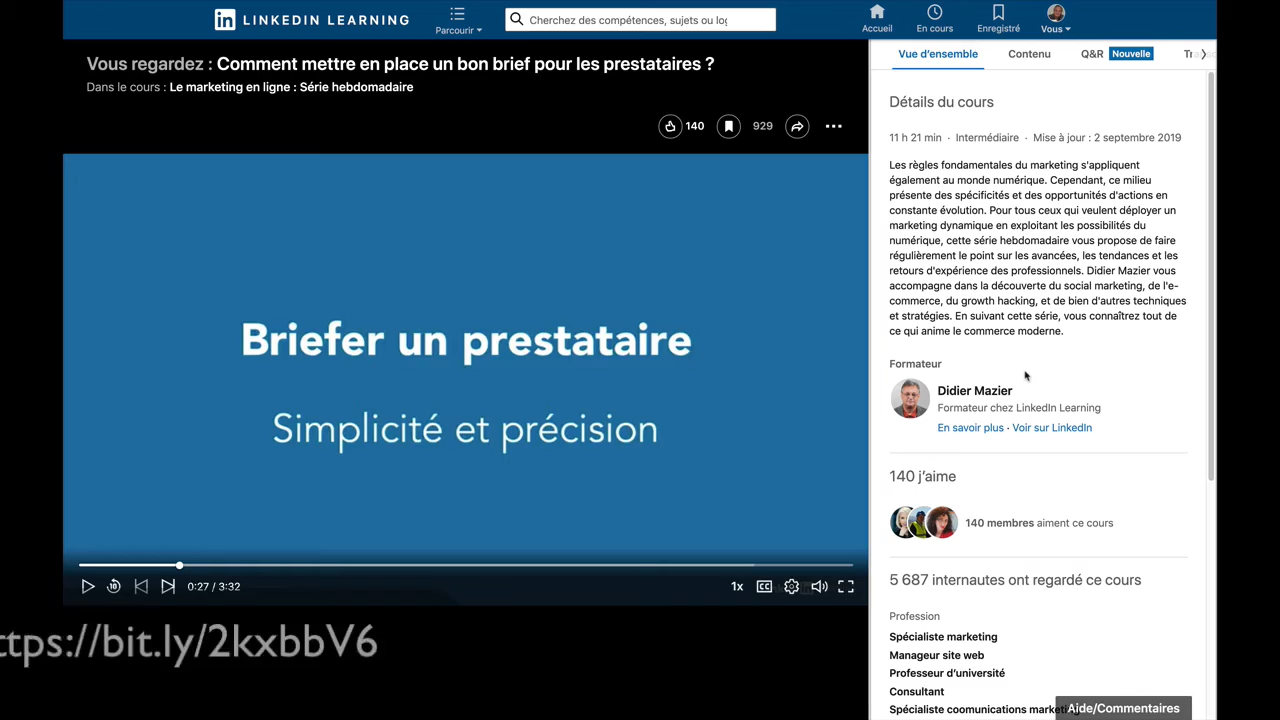 in LINKEDIN LEARNING
Parcourir
Cherchez des compétences, sujets ou log
Accueil
En cours
Enregistré
Vous
Vous regardez : Comment mettre en place un bon brief pour les prestataires ?
Dans le cours : Le marketing en ligne : Série hebdomadaire
140
929
Briefer un prestataire
Simplicité et précision
10
0:27 / 3:32
1x
CC
ttps://bit.ly/2kxbbV6
Vue d'ensemble
Contenu
Q&R Nouvelle
Détails du cours
11 h 21 min · Intermédiaire · Mise à jour : 2 septembre 2019
Les règles fondamentales du marketing s'appliquent
également au monde numérique. Cependant, ce milieu
présente des spécificités et des opportunités d'actions en
constante évolution. Pour tous ceux qui veulent déployer un
marketing dynamique en exploitant les possibilités du
numérique, cette série hebdomadaire vous propose de faire
régulièrement le point sur les avancées, les tendances et les
retours d'expérience des professionnels. Didier Mazier vous
accompagne dans la découverte du social marketing, de l'e-
commerce, du growth hacking, et de bien d'autres techniques
et stratégies. En suivant cette série, vous connaîtrez tout de
ce qui anime le commerce moderne.
Formateur
Didier Mazier
Formateur chez LinkedIn Learning
En savoir plus · Voir sur LinkedIn
140 j'aime
140 membres aiment ce cours
5 687 internautes ont regardé ce cours
Profession
Spécialiste marketing
Manageur site web
Professeur d'université
Consultant
Spécialiste coomunications marke
Aide/Commentaires